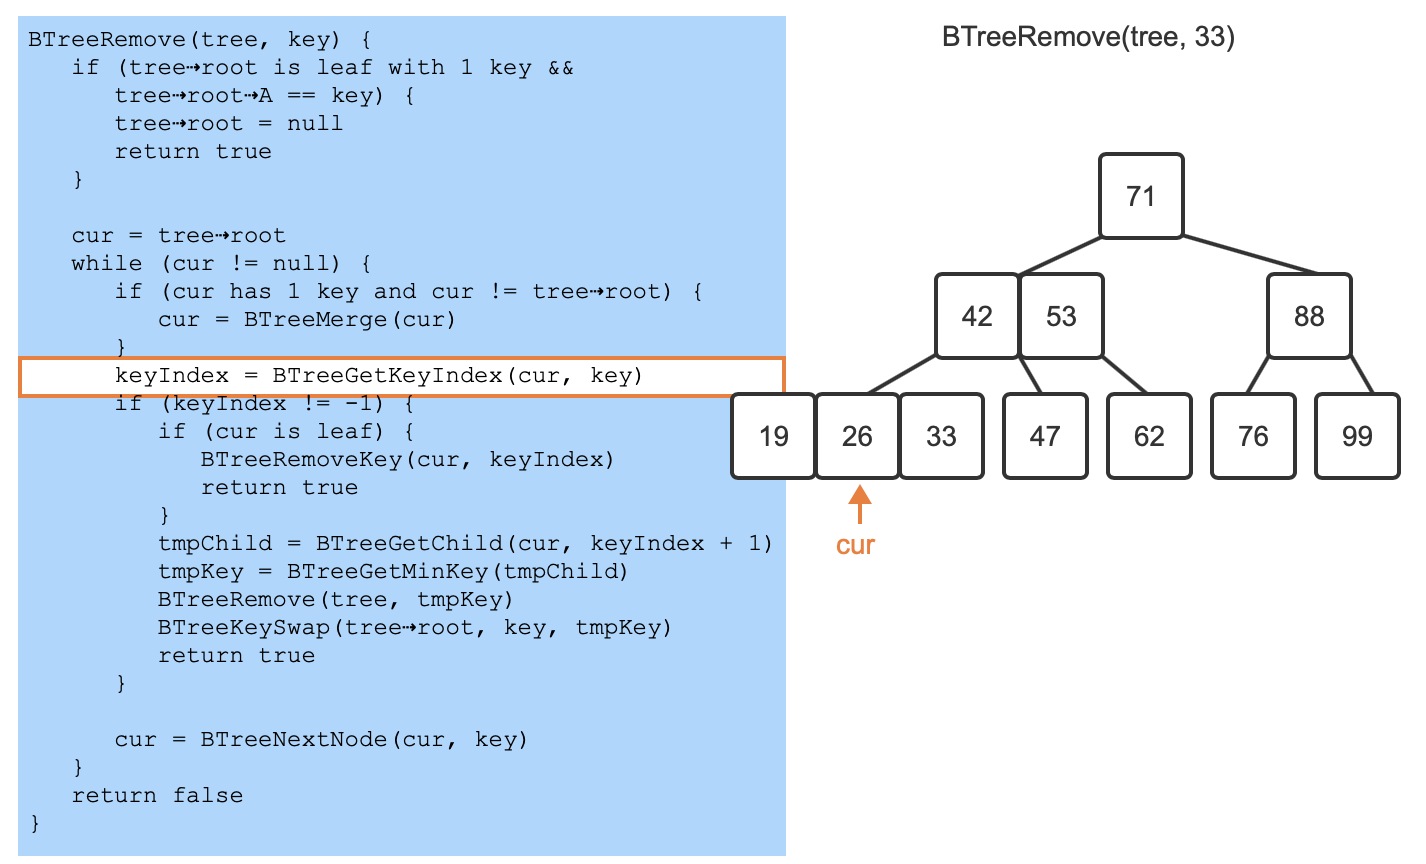 BTreeRemove(tree, key) {
   if (tree⇢root is leaf with 1 key &&
      tree⇢root⇢A == key) {
      tree⇢root = null
      return true
   }

   cur = tree⇢root
   while (cur != null) {
      if (cur has 1 key and cur != tree⇢root) {
         cur = BTreeMerge(cur)
      }
      keyIndex = BTreeGetKeyIndex(cur, key)
      if (keyIndex != -1) {
         if (cur is leaf) {
            BTreeRemoveKey(cur, keyIndex)
            return true
         }
         tmpChild = BTreeGetChild(cur, keyIndex + 1)
         tmpKey = BTreeGetMinKey(tmpChild)
         BTreeRemove(tree, tmpKey)
         BTreeKeySwap(tree⇢root, key, tmpKey)
         return true
      }

      cur = BTreeNextNode(cur, key)
   }
   return false
}
BTreeRemove(tree, 33)
71
42 53 88
19 26 33 47 62 76 99
cur